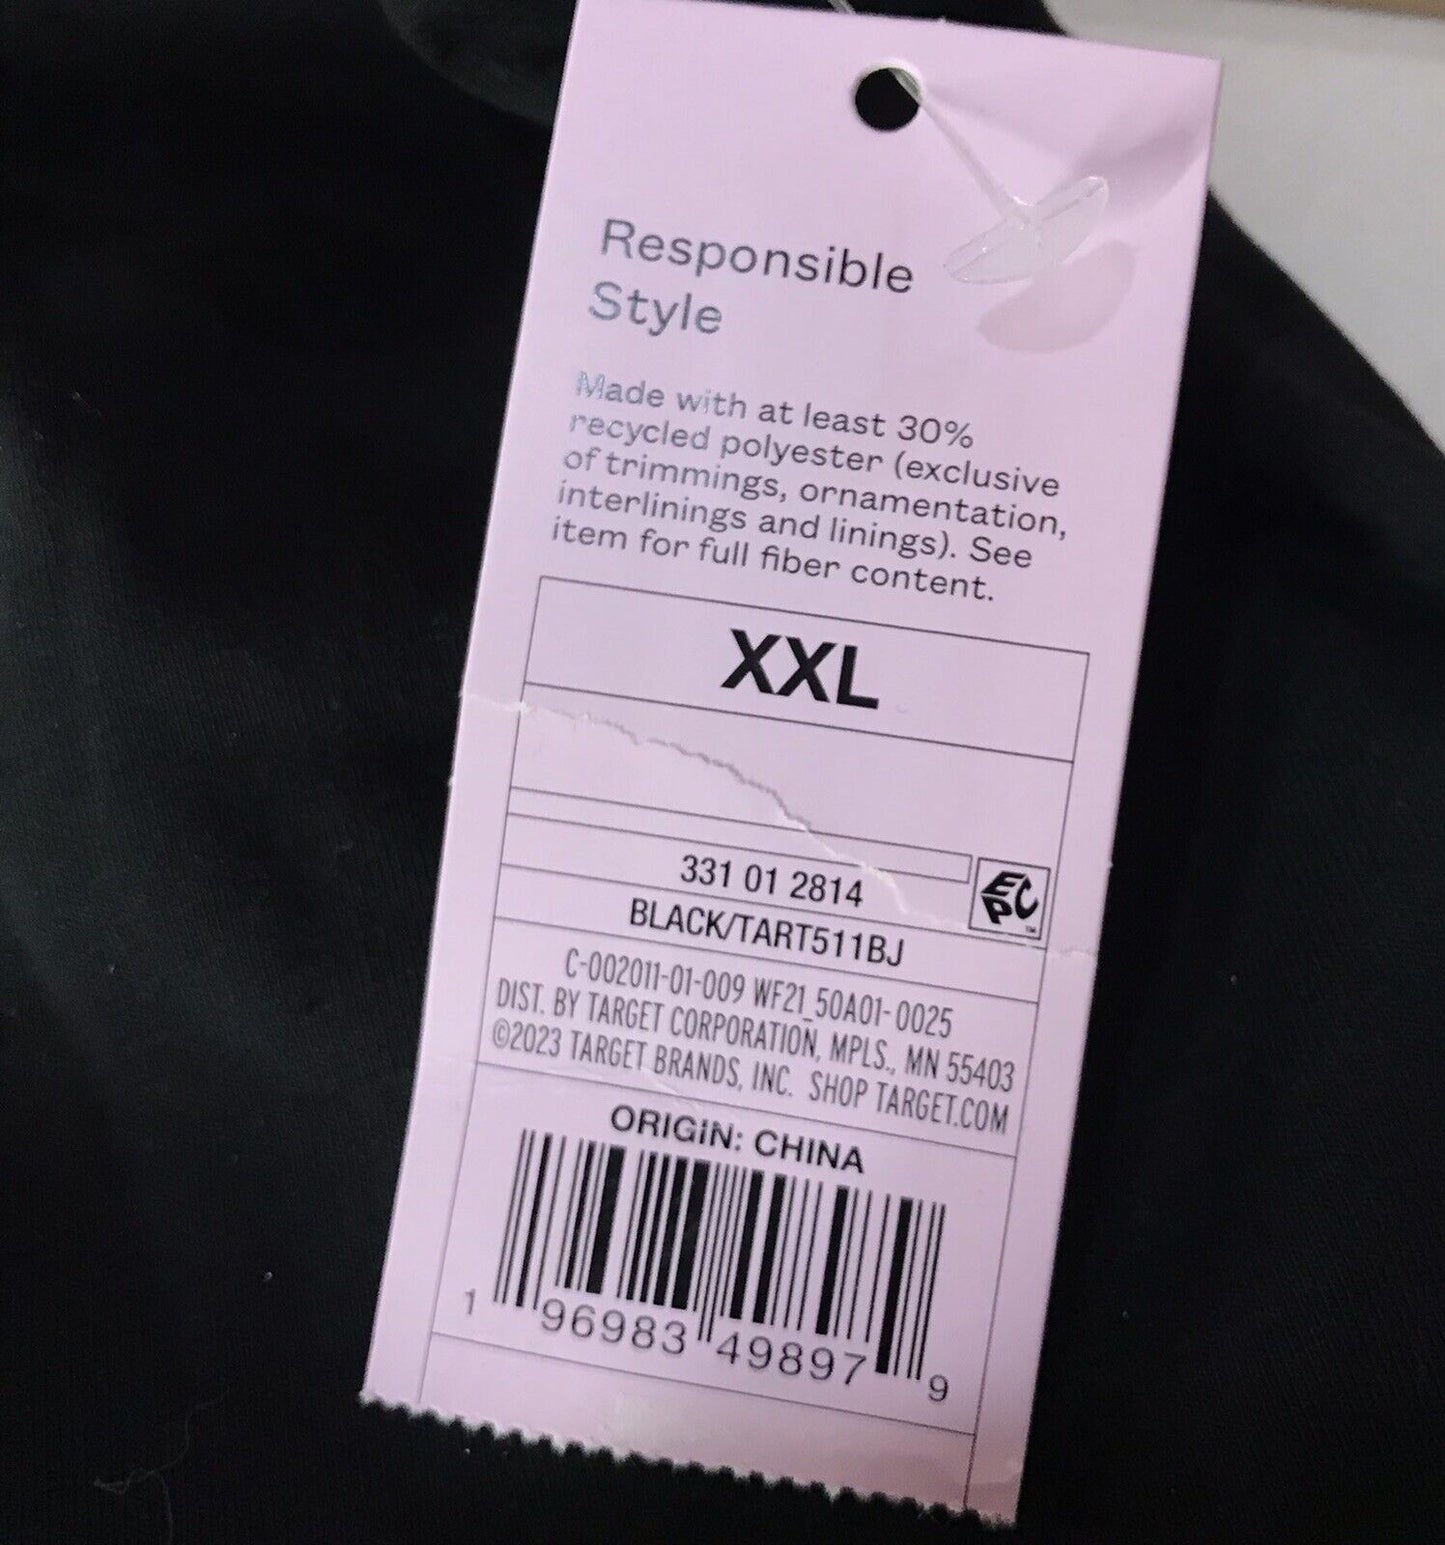 Responsible
Style
Made with at least 30%
recycled polyester (exclusive
of trimmings, ornamentation,
interlinings and linings). See
item for full fiber content.
XXL
331 01 2814
EPC
™
BLACK/TART511BJ
C-002011-01-009 WF21_50A01-0025
DIST. BY TARGET CORPORATION, MPLS., MN 55403
©2023 TARGET BRANDS, INC. SHOP TARGET.COM
ORIGIN: CHINA
1 96983 49897 9